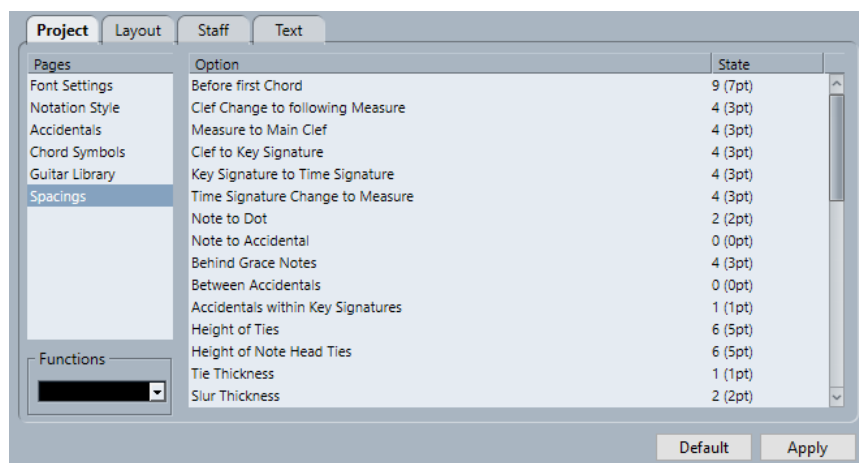 Project Layout Staff Text
Pages Option State
Font Settings Before first Chord 9 (7pt)
Notation Style Clef Change to following Measure 4 (3pt)
Accidentals Measure to Main Clef 4 (3pt)
Chord Symbols Clef to Key Signature 4 (3pt)
Guitar Library Key Signature to Time Signature 4 (3pt)
Spacings Time Signature Change to Measure 4 (3pt)
Note to Dot 2 (2pt)
Note to Accidental 0 (0pt)
Behind Grace Notes 4 (3pt)
Between Accidentals 0 (0pt)
Accidentals within Key Signatures 1 (1pt)
Height of Ties 6 (5pt)
Functions Height of Note Head Ties 6 (5pt)
Tie Thickness 1 (1pt)
Slur Thickness 2 (2pt)
Default Apply